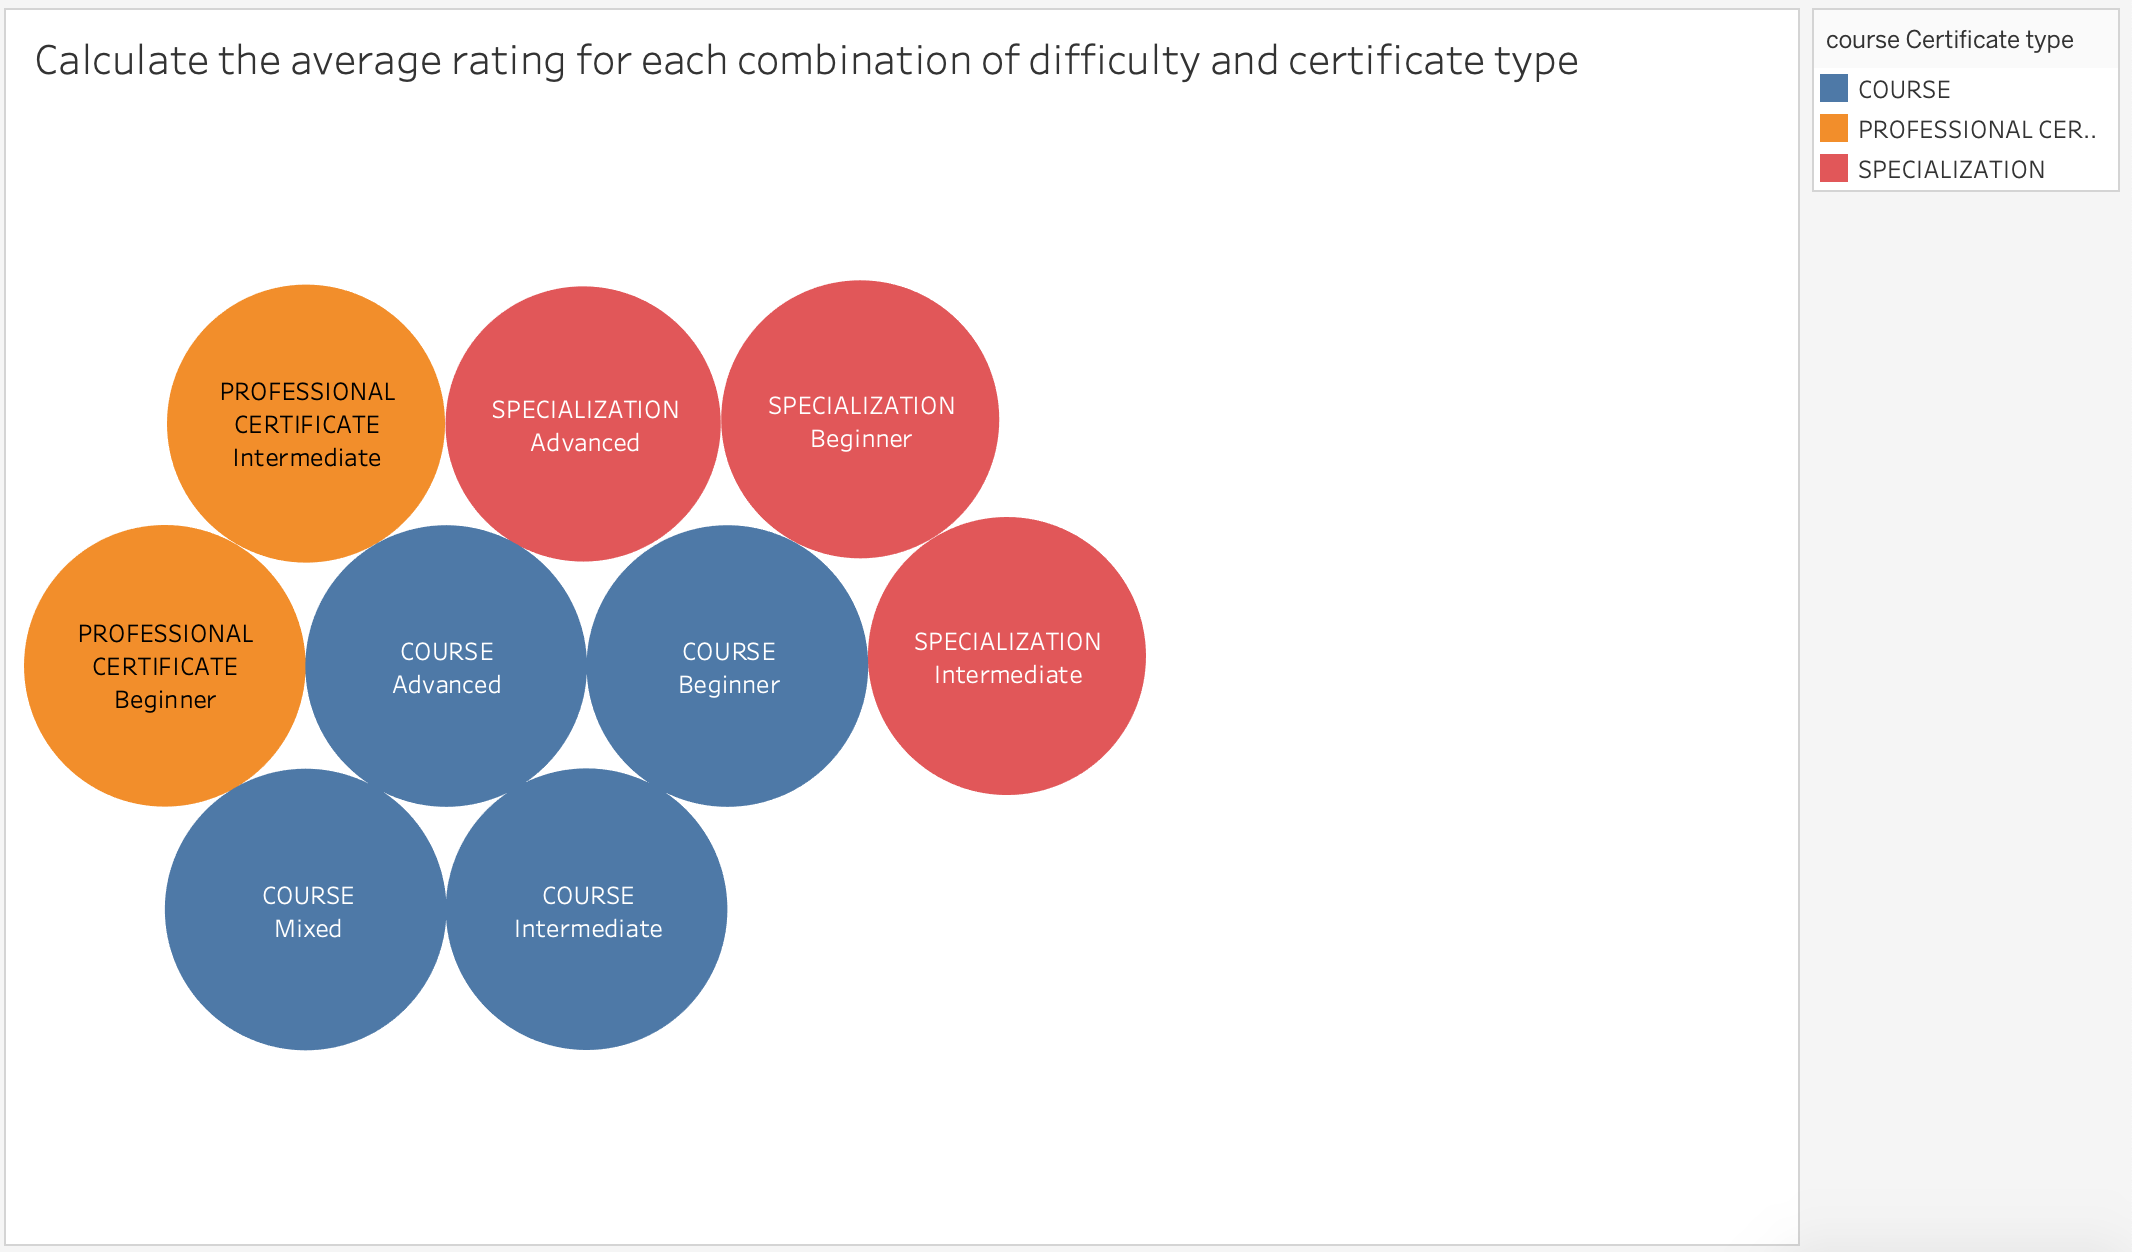 Calculate the average rating for each combination of difficulty and certificate type
course Certificate type
COURSE
PROFESSIONAL CER..
SPECIALIZATION
PROFESSIONAL
CERTIFICATE
Intermediate
SPECIALIZATION
Advanced
SPECIALIZATION
Beginner
PROFESSIONAL
CERTIFICATE
Beginner
COURSE
Advanced
COURSE
Beginner
SPECIALIZATION
Intermediate
COURSE
Mixed
COURSE
Intermediate